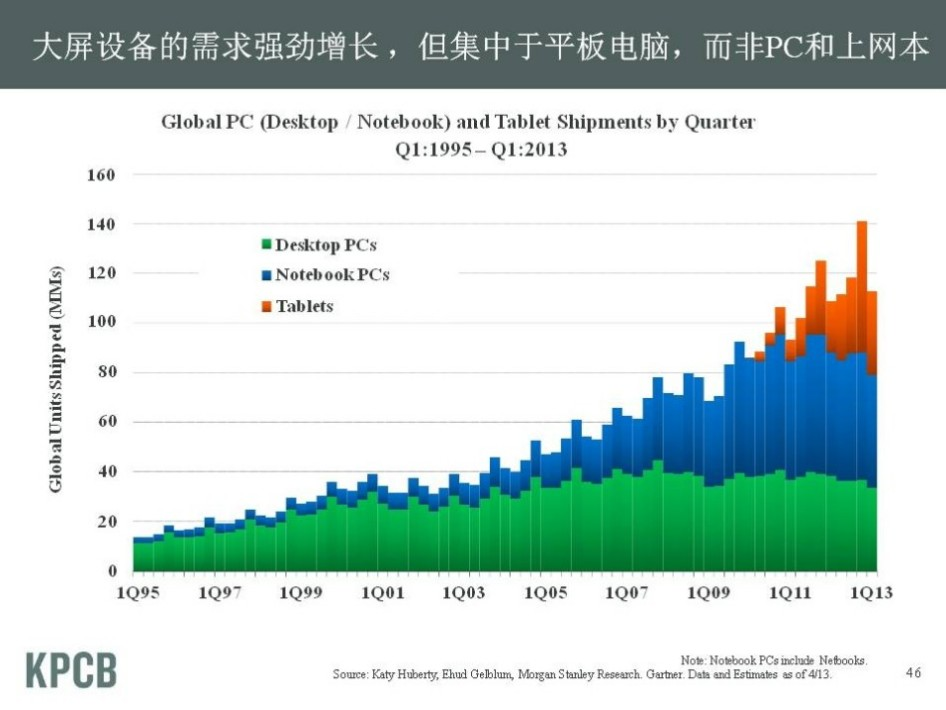 大屏设备的需求强劲增长，但集中于平板电脑，而非PC和上网本
Global PC (Desktop / Notebook) and Tablet Shipments by Quarter
Q1:1995 – Q1:2013
Global Units Shipped (MMs)
160
140
120
100
80
60
40
20
0
Desktop PCs
Notebook PCs
Tablets
1Q95 1Q97 1Q99 1Q01 1Q03 1Q05 1Q07 1Q09 1Q11 1Q13
KPCB
Note: Notebook PCs include Netbooks.
Source: Katy Huberty, Ehud Gelblum, Morgan Stanley Research. Gartner. Data and Estimates as of 4/13.
46